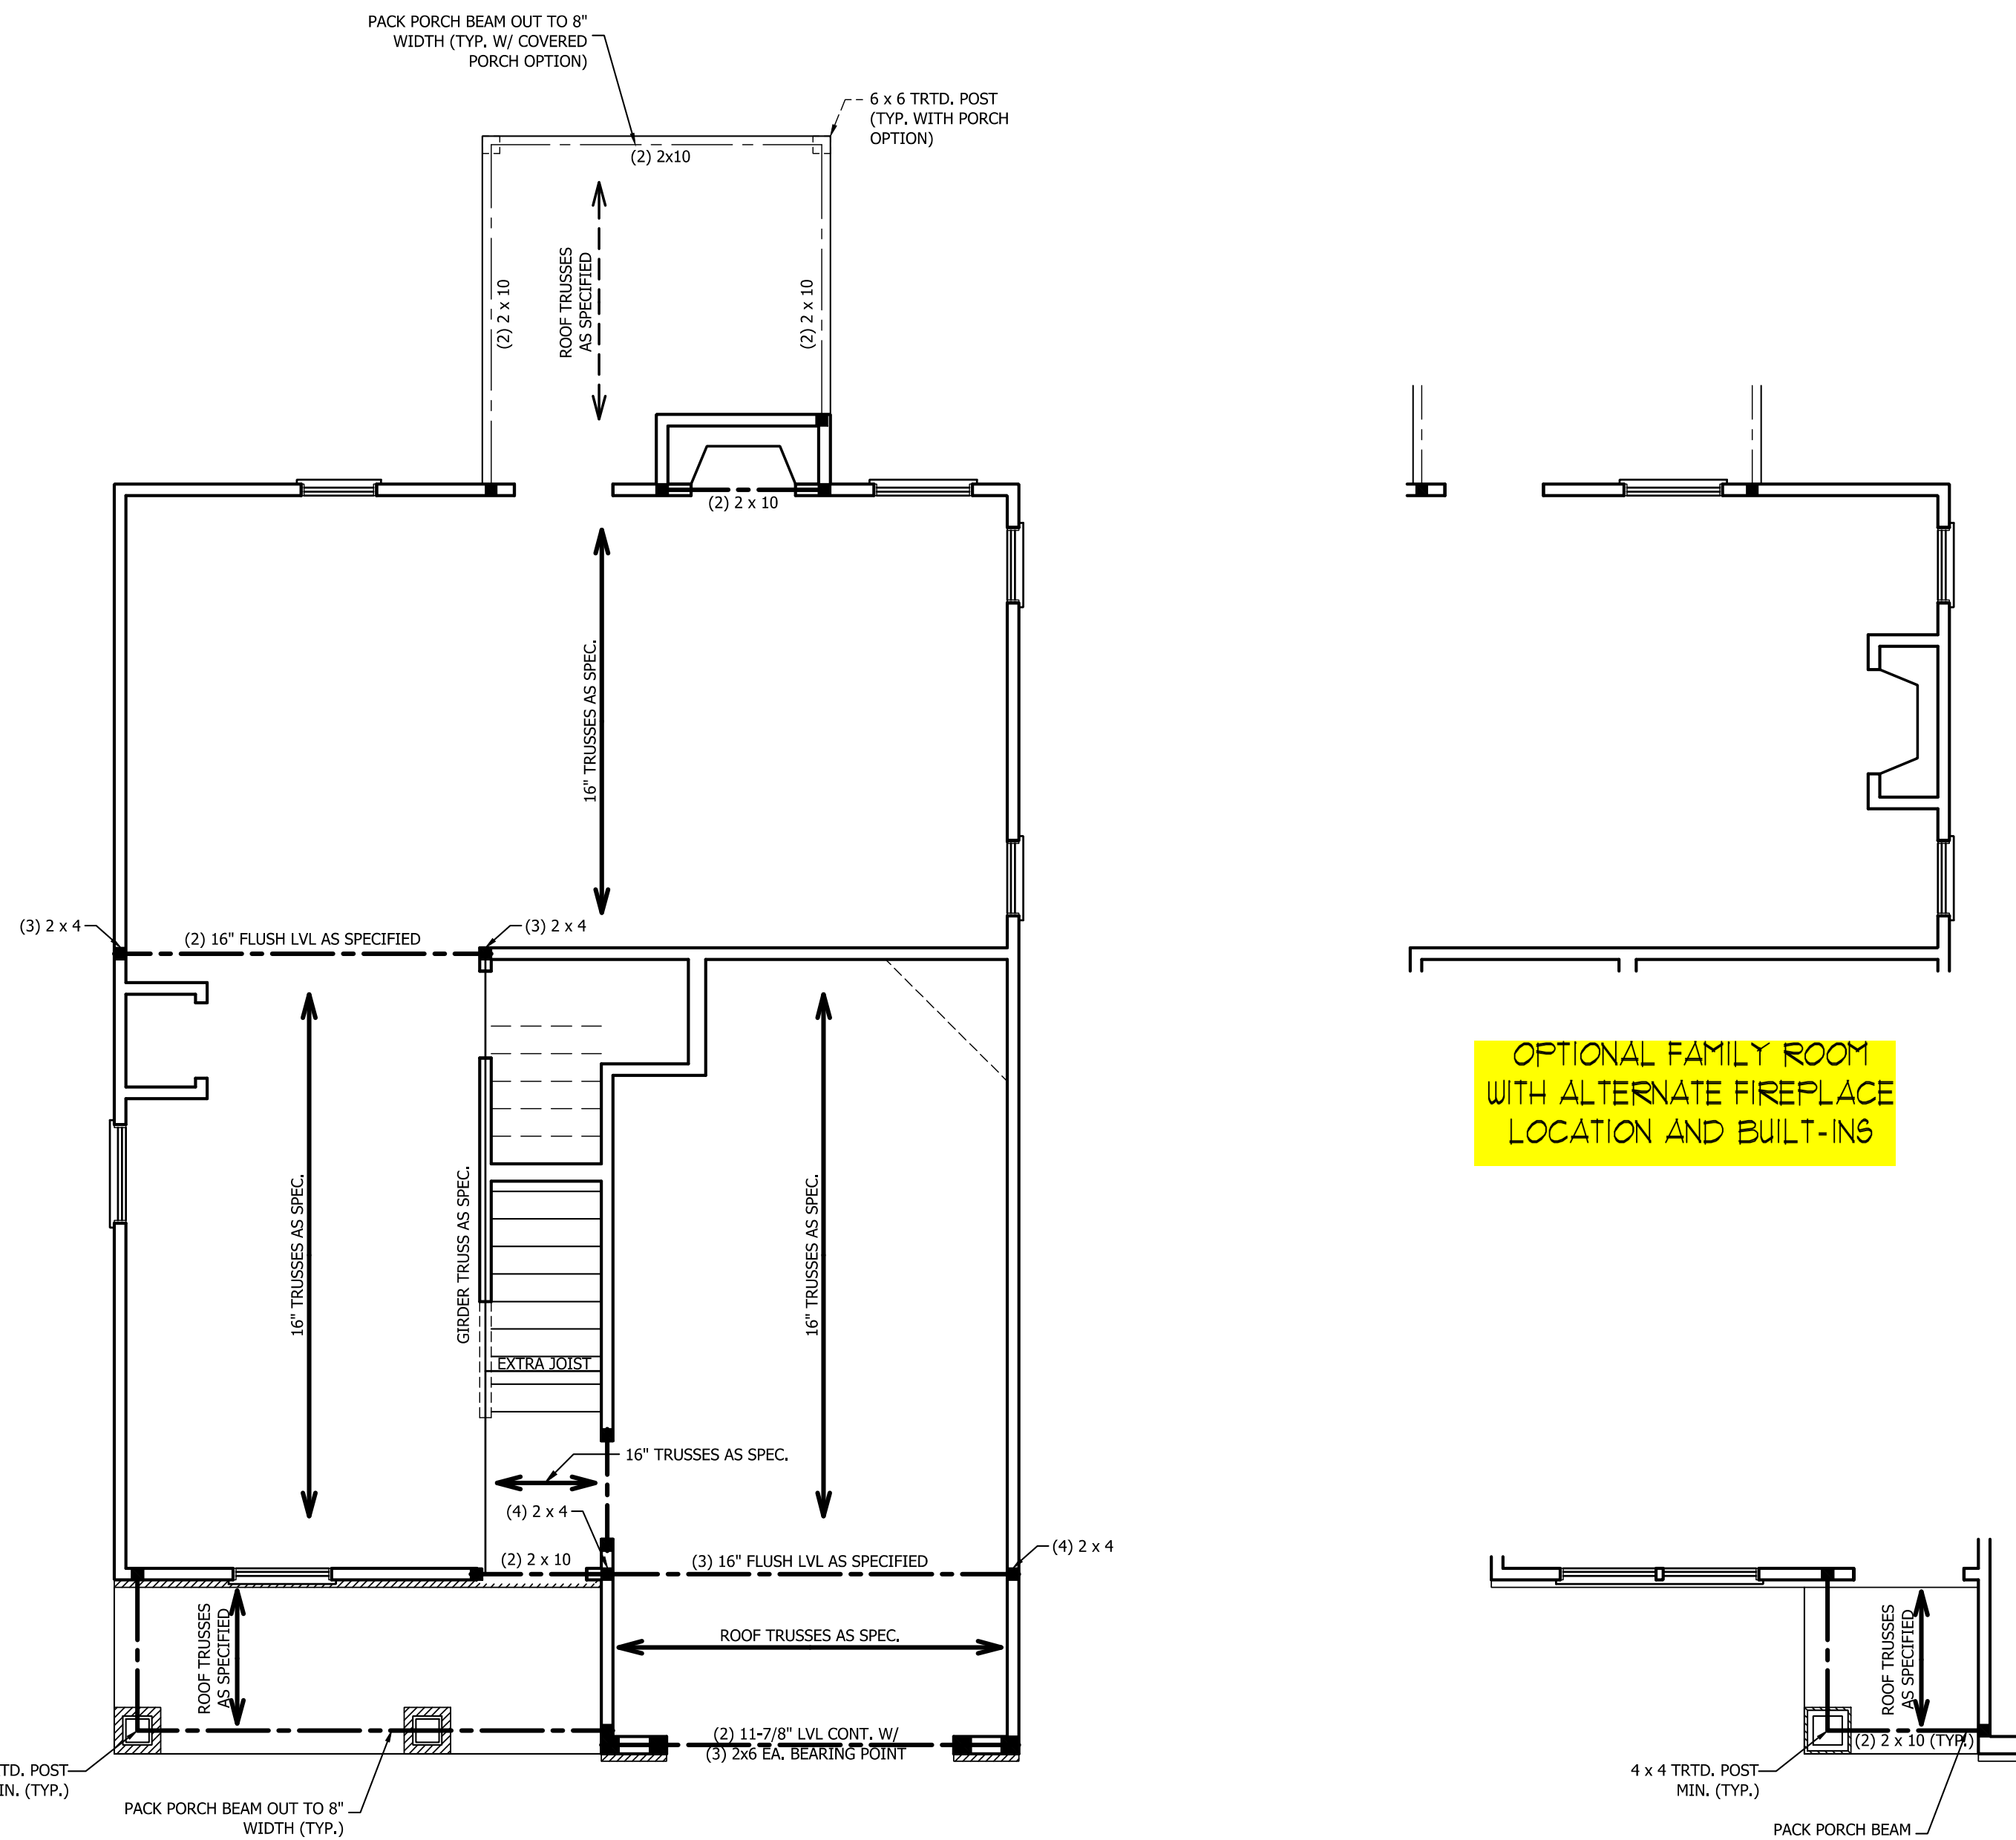 PACK PORCH BEAM OUT TO 8"
WIDTH (TYP. W/ COVERED
PORCH OPTION)
6 x 6 TRTD. POST
(TYP. WITH PORCH
OPTION)
(2) 2x10
(2) 2 x 10
ROOF TRUSSES
AS SPECIFIED
(2) 2 x 10
(2) 2 x 10
16" TRUSSES AS SPEC.
(3) 2 x 4
(2) 16" FLUSH LVL AS SPECIFIED
(3) 2 x 4
OPTIONAL FAMILY ROOM
WITH ALTERNATE FIREPLACE
LOCATION AND BUILT-INS
16" TRUSSES AS SPEC.
GIRDER TRUSS AS SPEC.
16" TRUSSES AS SPEC.
EXTRA JOIST
16" TRUSSES AS SPEC.
(4) 2 x 4
(2) 2 x 10
(3) 16" FLUSH LVL AS SPECIFIED
(4) 2 x 4
ROOF TRUSSES
AS SPECIFIED
ROOF TRUSSES AS SPEC.
(2) 11-7/8" LVL CONT. W/
(3) 2x6 EA. BEARING POINT
TD. POST
IN. (TYP.)
PACK PORCH BEAM OUT TO 8"
WIDTH (TYP.)
ROOF TRUSSES
AS SPECIFIED
(2) 2 x 10 (TYP.)
4 x 4 TRTD. POST
MIN. (TYP.)
PACK PORCH BEAM